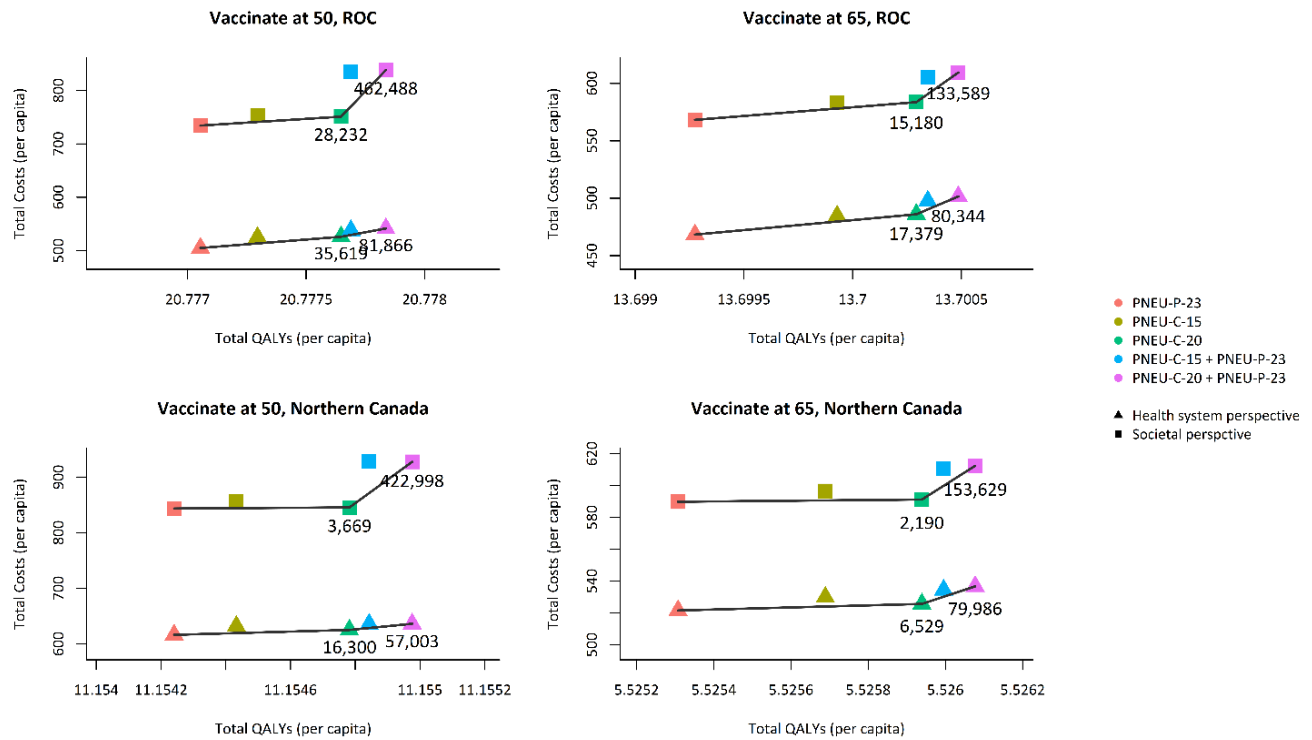 Vaccinate at 50, ROC
Total Costs (per capita)
800
700
600
500
462,488
28,232
35,619
81,866
20.777
20.7775
20.778
Total QALYs (per capita)
Vaccinate at 65, ROC
Total Costs (per capita)
600
550
500
450
133,589
15,180
80,344
17,379
13.699
13.6995
13.7
13.7005
Total QALYs (per capita)
PNEU-P-23
PNEU-C-15
PNEU-C-20
PNEU-C-15 + PNEU-P-23
PNEU-C-20 + PNEU-P-23
Health system perspective
Societal perspctive
Vaccinate at 50, Northern Canada
Total Costs (per capita)
900
800
700
600
422,998
3,669
16,300
57,003
11.154
11.1542
11.1546
11.155
11.1552
Total QALYs (per capita)
Vaccinate at 65, Northern Canada
Total Costs (per capita)
620
580
540
500
153,629
2,190
79,986
6,529
5.5252
5.5254
5.5256
5.5258
5.526
5.5262
Total QALYs (per capita)